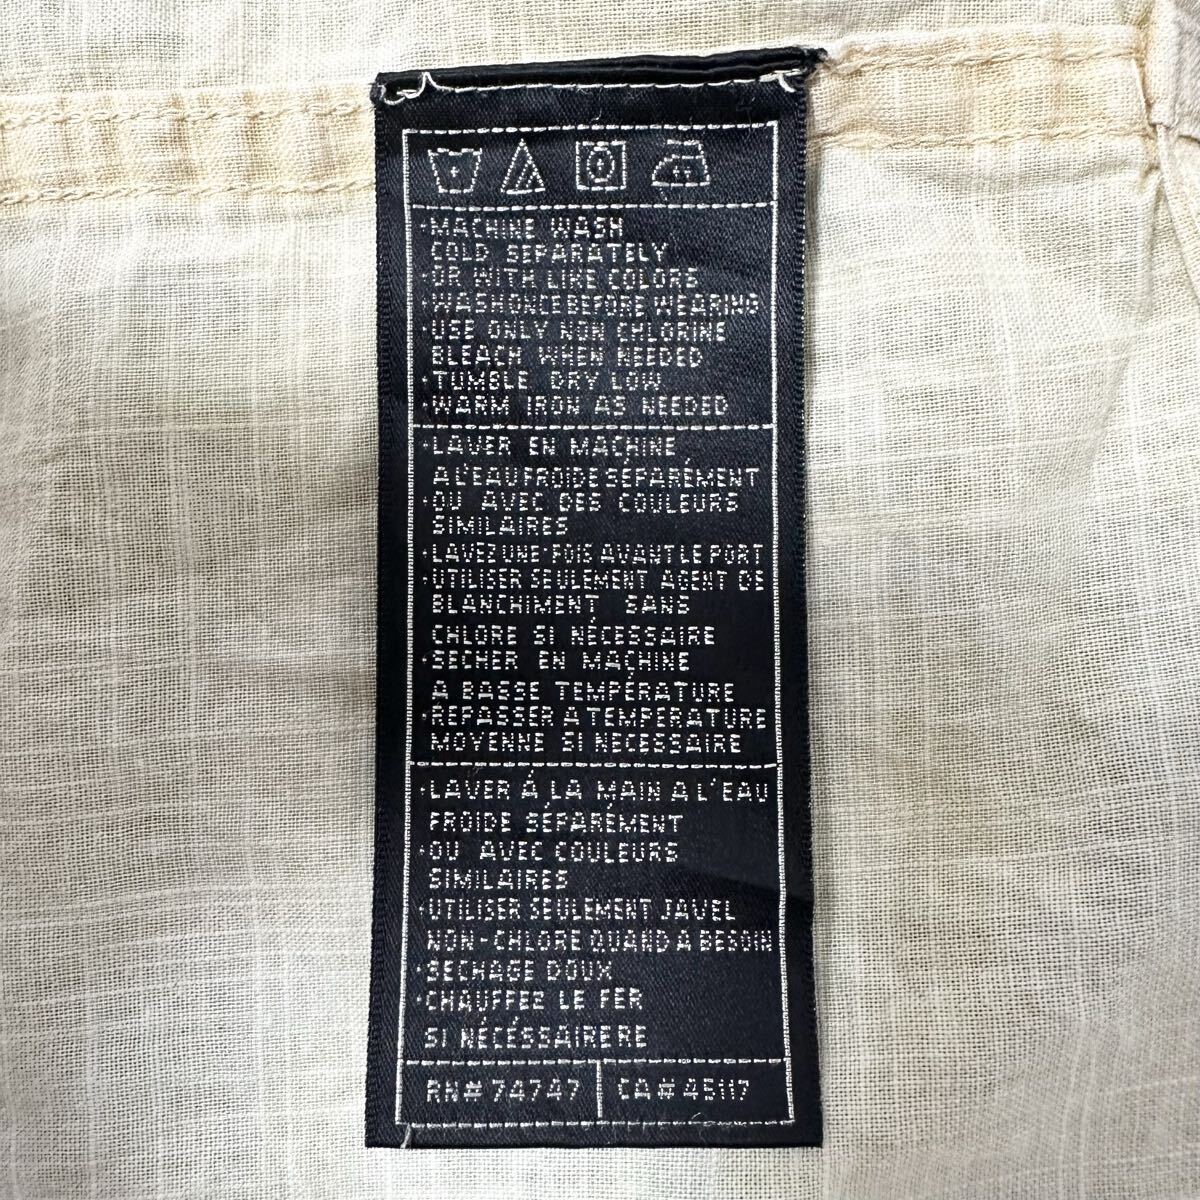 ·MACHINE WASH
COLD SEPARATELY
·OR WITH LIKE COLORS
·WASH ONCE BEFORE WEARING
·USE ONLY NON CHLORINE
BLEACH WHEN NEEDED
·TUMBLE DRY LOW
·WARM IRON AS NEEDED
·LAVER EN MACHINE
A L'EAU FROIDE SÉPARÉMENT
·OU AVEC DES COULEURS
SIMILAIRES
·LAVEZ UNE FOIS AVANT LE PORT
·UTILISER SEULEMENT AGENT DE
BLANCHIMENT SANS
CHLORE SI NÉCESSAIRE
·SECHER EN MACHINE
À BASSE TEMPÉRATURE
·REPASSER A TEMPÉRATURE
MOYENNE SI NECESSAIRE
·LAVER À LA MAIN A L'EAU
FROIDE SÉPARÉMENT
·OU AVEC COULEURS
SIMILAIRES
·UTILISER SEULEMENT JAVEL
NON-CHLORE QUAND A BESOIN
·SECHAGE DOUX
·CHAUFFEZ LE FER
SI NÉCÉSSAIRERE
RN# 74747 CA# 45117